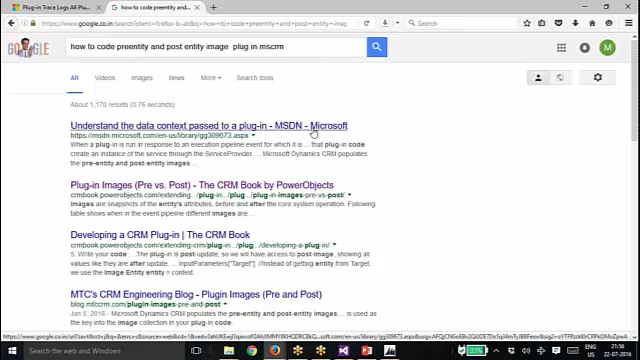 Plug-in Trace Logs All Plu...
how to code preentity and...
https://www.google.co.in/search?client=firefox-b-ab&q=how+to+code+preentity+and+post+entity+imag
Search
GOOGLE
how to code preentity and post entity image  plug in mscrm
M
All
Videos
Images
News
More
Search tools
About 1,170 results (0.76 seconds)
Understand the data context passed to a plug-in - MSDN - Microsoft
https://msdn.microsoft.com/en-us/library/gg309673.aspx
When a plug-in is run in response to an execution pipeline event for which it is ... that plug-in code
create an instance of the service through the ServiceProvider. ... Microsoft Dynamics CRM populates
the pre-entity and post-entity images ...
Plug-in Images (Pre vs. Post) - The CRM Book by PowerObjects
crmbook.powerobjects.com/extending.../plug-in.../plug.../plug-in-images-pre-vs-post/
Images are snapshots of the entity's attributes, before and after the core system operation. Following
table shows when in the event pipeline different images are ...
Developing a CRM Plug-in | The CRM Book
crmbook.powerobjects.com/extending-crm/plug-in.../plug.../developing-a-plug-in/
5. Write your code. ...The plug-in is post-update, so we will have access to post-image, showing all
values like they are after update. ... InputParameters["Target"]; //Instead of getting entity from Target,
we use the Image Entity entity = context.
MTC's CRM Engineering Blog - Plugin Images (Pre and Post)
blog.mtccrm.com/plugin-images-pre-and-post
Jan 5, 2016 - Microsoft Dynamics CRM populates the pre-entity and post-entity images ... is used as
the key into the image collection in your plug-in code.
Search the web and Windows
95%
ENG
IN
21:56
22-07-2016